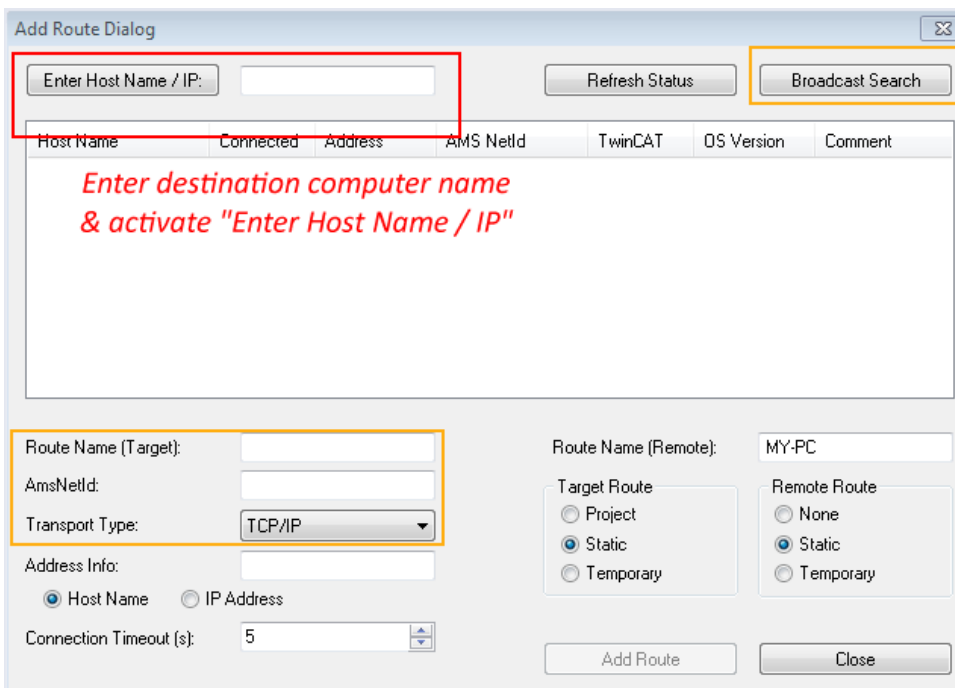 Add Route Dialog
Enter Host Name / IP:
Refresh Status
Broadcast Search
Host Name Connected Address AMS NetId TwinCAT OS Version Comment
Enter destination computer name
& activate "Enter Host Name / IP"
Route Name (Target):
Route Name (Remote): MY-PC
AmsNetId:
Target Route
Remote Route
Transport Type: TCP/IP
Project
None
Static
Static
Address Info:
Temporary
Temporary
Host Name IP Address
Connection Timeout (s): 5
Add Route
Close